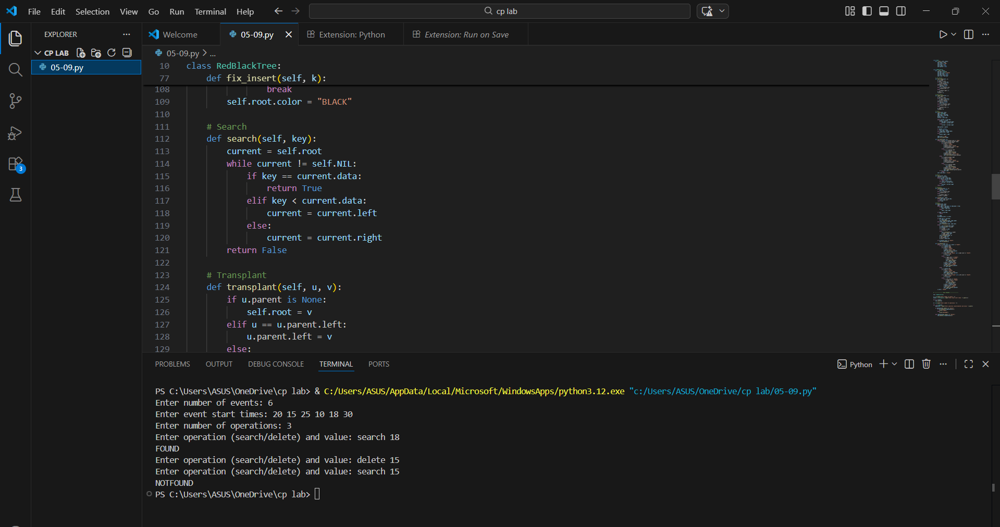 File Edit Selection View Go Run Terminal Help
cp lab
EXPLORER
CP LAB
05-09.py
3
Welcome
05-09.py
Extension: Python
Extension: Run on Save
05-09.py > ...
10 class RedBlackTree:
77 def fix_insert(self, k):
108 break
109 self.root.color = "BLACK"
110
111 # Search
112 def search(self, key):
113 current = self.root
114 while current != self.NIL:
115 if key == current.data:
116 return True
117 elif key < current.data:
118 current = current.left
119 else:
120 current = current.right
121 return False
122
123 # Transplant
124 def transplant(self, u, v):
125 if u.parent is None:
126 self.root = v
127 elif u == u.parent.left:
128 u.parent.left = v
129 else:
PROBLEMS OUTPUT DEBUG CONSOLE TERMINAL PORTS
Python
PS C:\Users\ASUS\OneDrive\cp lab> & C:/Users/ASUS/AppData/Local/Microsoft/WindowsApps/python3.12.exe "c:/Users/ASUS/OneDrive/cp lab/05-09.py"
Enter number of events: 6
Enter event start times: 20 15 25 10 18 30
Enter number of operations: 3
Enter operation (search/delete) and value: search 18
FOUND
Enter operation (search/delete) and value: delete 15
Enter operation (search/delete) and value: search 15
NOTFOUND
PS C:\Users\ASUS\OneDrive\cp lab>